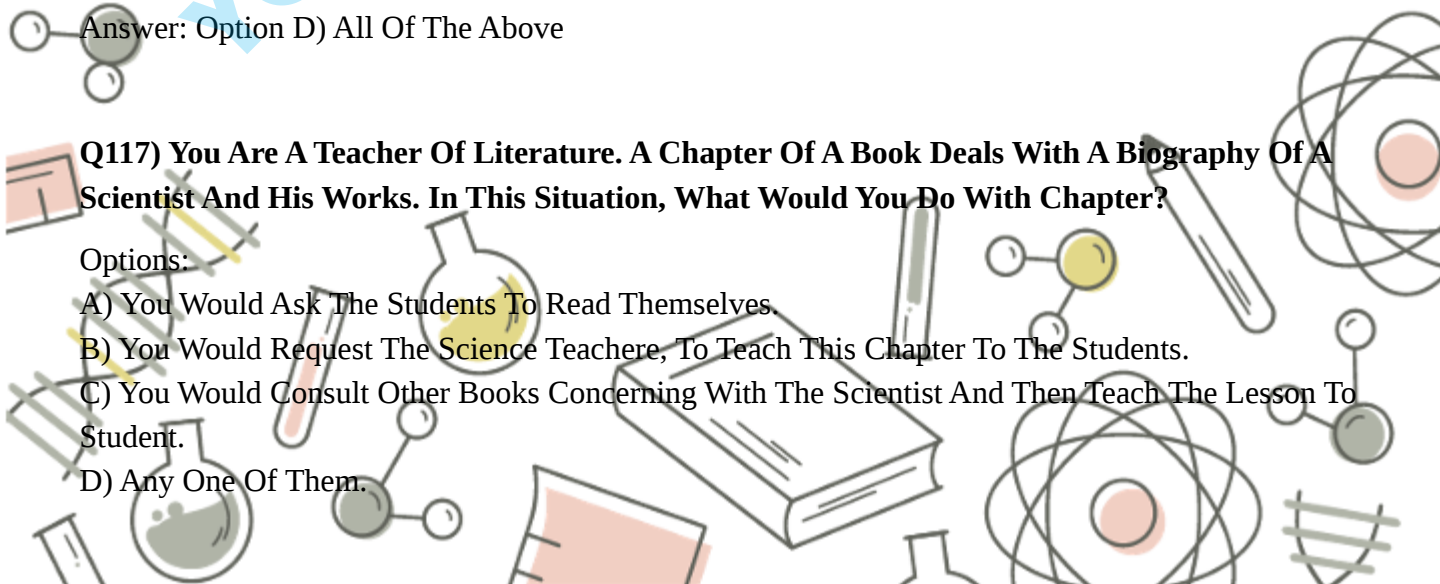 Answer: Option D) All Of The Above
Q117) You Are A Teacher Of Literature. A Chapter Of A Book Deals With A Biography Of A
Scientist And His Works. In This Situation, What Would You Do With Chapter?
Options:
A) You Would Ask The Students To Read Themselves.
B) You Would Request The Science Teachere, To Teach This Chapter To The Students.
C) You Would Consult Other Books Concerning With The Scientist And Then Teach The Lesson To
Student.
D) Any One Of Them.